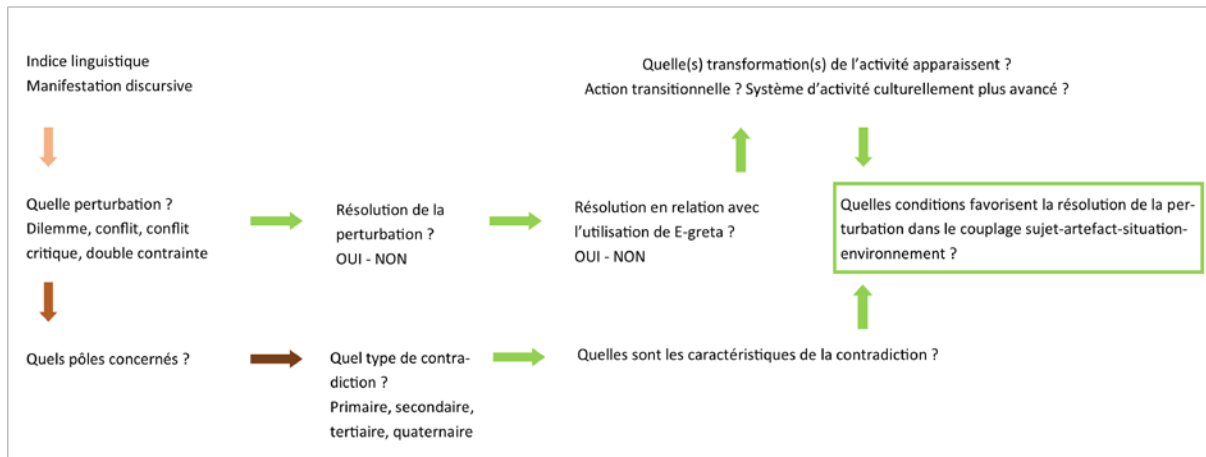 Indice linguistique
Manifestation discursive
Quelle(s) transformation(s) de l'activité apparaissent ?
Action transitionnelle ? Système d'activité culturellement plus avancé ?
Quelle perturbation ?
Dilemme, conflit, conflit
critique, double contrainte
Résolution de la
perturbation ?
OUI - NON
Résolution en relation avec
l'utilisation de E-greta ?
OUI - NON
Quelles conditions favorisent la résolution de la per-
turbation dans le couplage sujet-artefact-situation-
environnement ?
Quels pôles concernés ?
Quel type de contra-
diction ?
Primaire, secondaire,
tertiaire, quaternaire
Quelles sont les caractéristiques de la contradiction ?